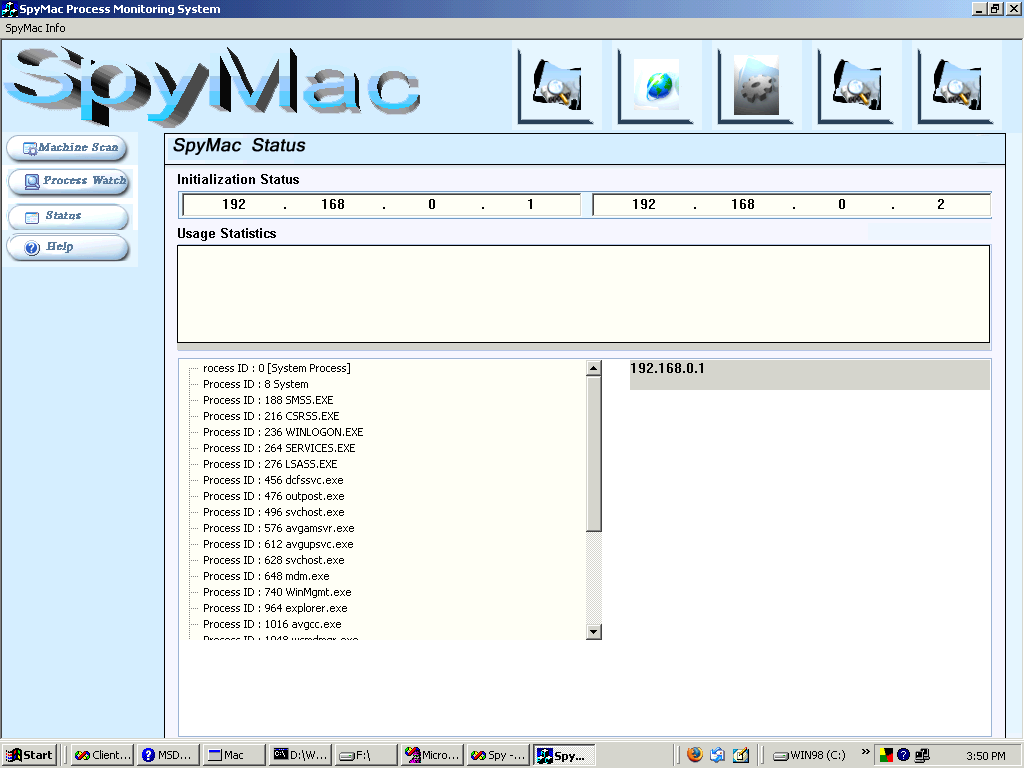 SpyMac Process Monitoring System
SpyMac Info
SpyMac
Machine Scan
Process Watch
Status
Help
SpyMac Status
Initialization Status
192 . 168 . 0 . 1
192 . 168 . 0 . 2
Usage Statistics
rocess ID : 0 [System Process]
Process ID : 8 System
Process ID : 188 SMSS.EXE
Process ID : 216 CSRSS.EXE
Process ID : 236 WINLOGON.EXE
Process ID : 264 SERVICES.EXE
Process ID : 276 LSASS.EXE
Process ID : 456 dcfssvc.exe
Process ID : 476 outpost.exe
Process ID : 496 svchost.exe
Process ID : 576 avgamsvr.exe
Process ID : 612 avgupsvc.exe
Process ID : 628 svchost.exe
Process ID : 648 mdm.exe
Process ID : 740 WinMgmt.exe
Process ID : 964 explorer.exe
Process ID : 1016 avgcc.exe
Process ID : 1048
192.168.0.1
Start
Client...
MSD...
Mac
D:\W...
F:\
Micro...
Spy -...
Spy...
WIN98 (C:)
»
3:50 PM